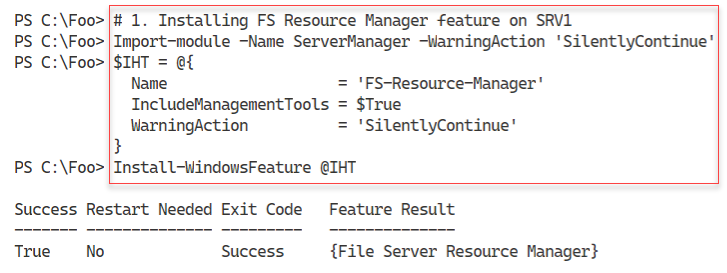 PS C:\Foo> # 1. Installing FS Resource Manager feature on SRV1
PS C:\Foo> Import-module -Name ServerManager -WarningAction 'SilentlyContinue'
PS C:\Foo> $IHT = @{
Name = 'FS-Resource-Manager'
IncludeManagementTools = $True
WarningAction = 'SilentlyContinue'
}
PS C:\Foo> Install-WindowsFeature @IHT
Success Restart Needed Exit Code Feature Result
------- -------------- --------- --------------
True No Success {File Server Resource Manager}